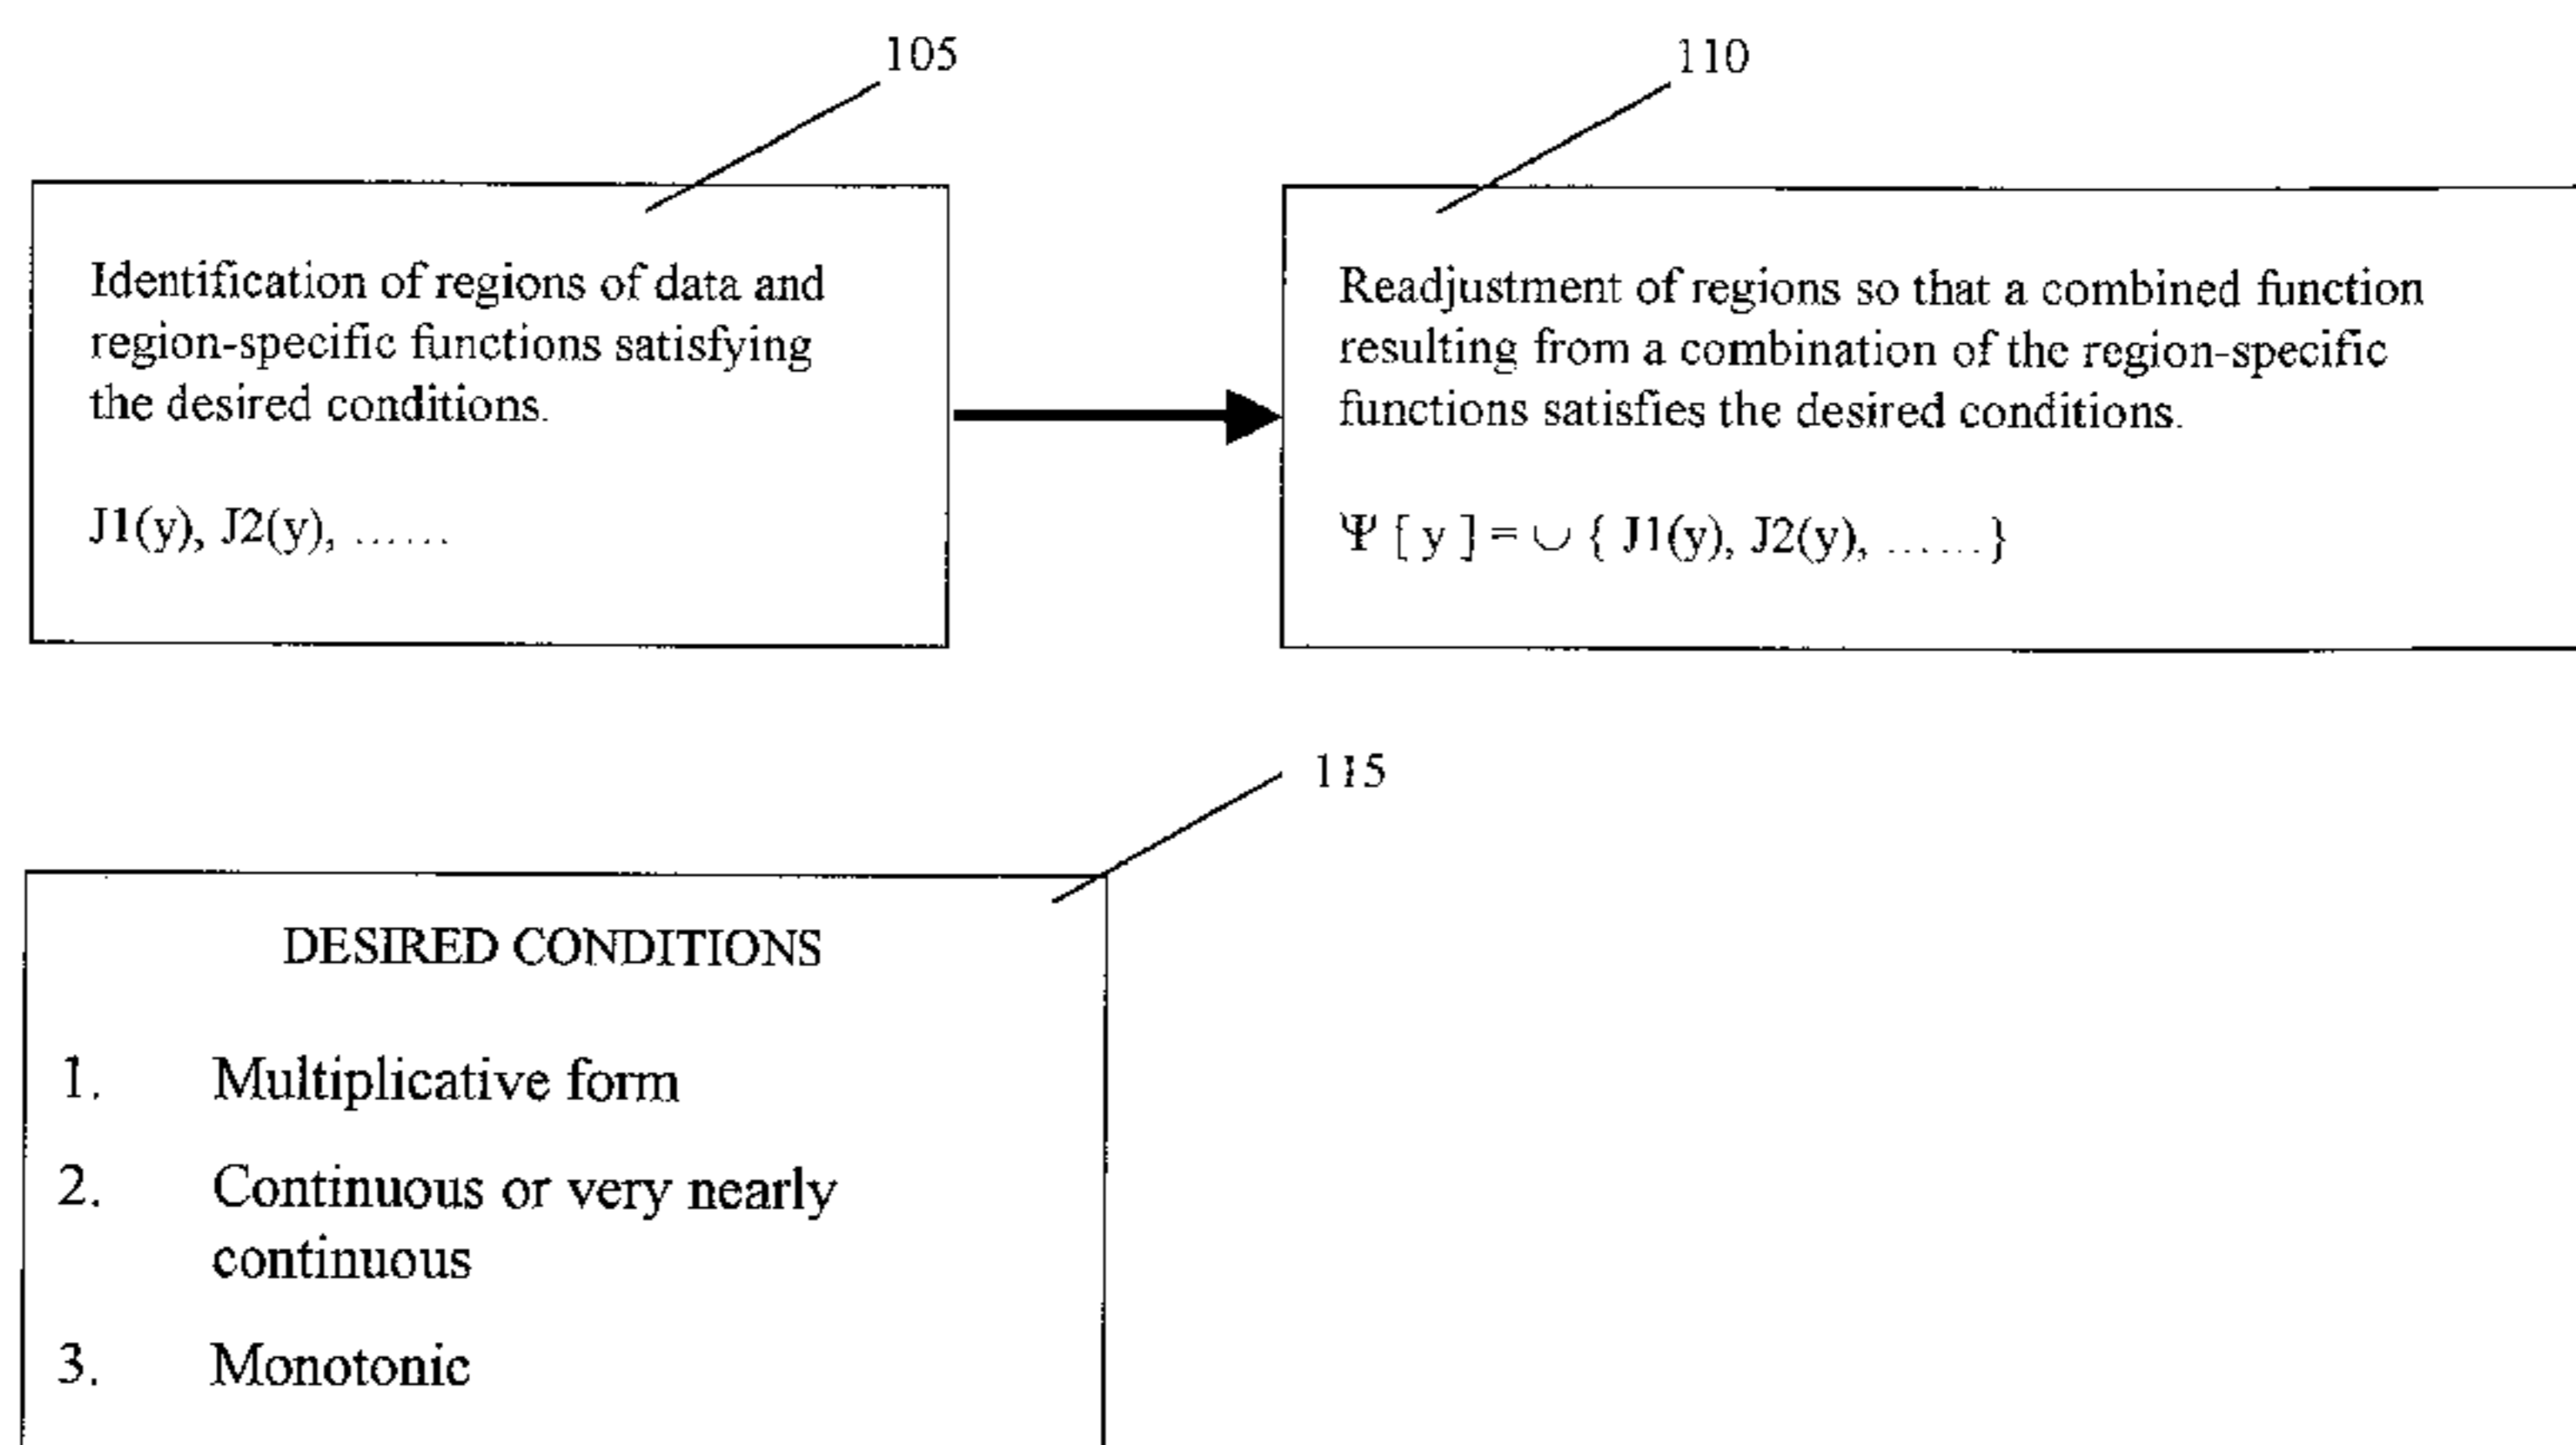 105
110
Identification of regions of data and
region-specific functions satisfying
the desired conditions.
J1(y), J2(y), ......
Readjustment of regions so that a combined function
resulting from a combination of the region-specific
functions satisfies the desired conditions.
Ψ [ y ] = ∪ { J1(y), J2(y), ...... }
115
DESIRED CONDITIONS
1. Multiplicative form
2. Continuous or very nearly
continuous
3. Monotonic